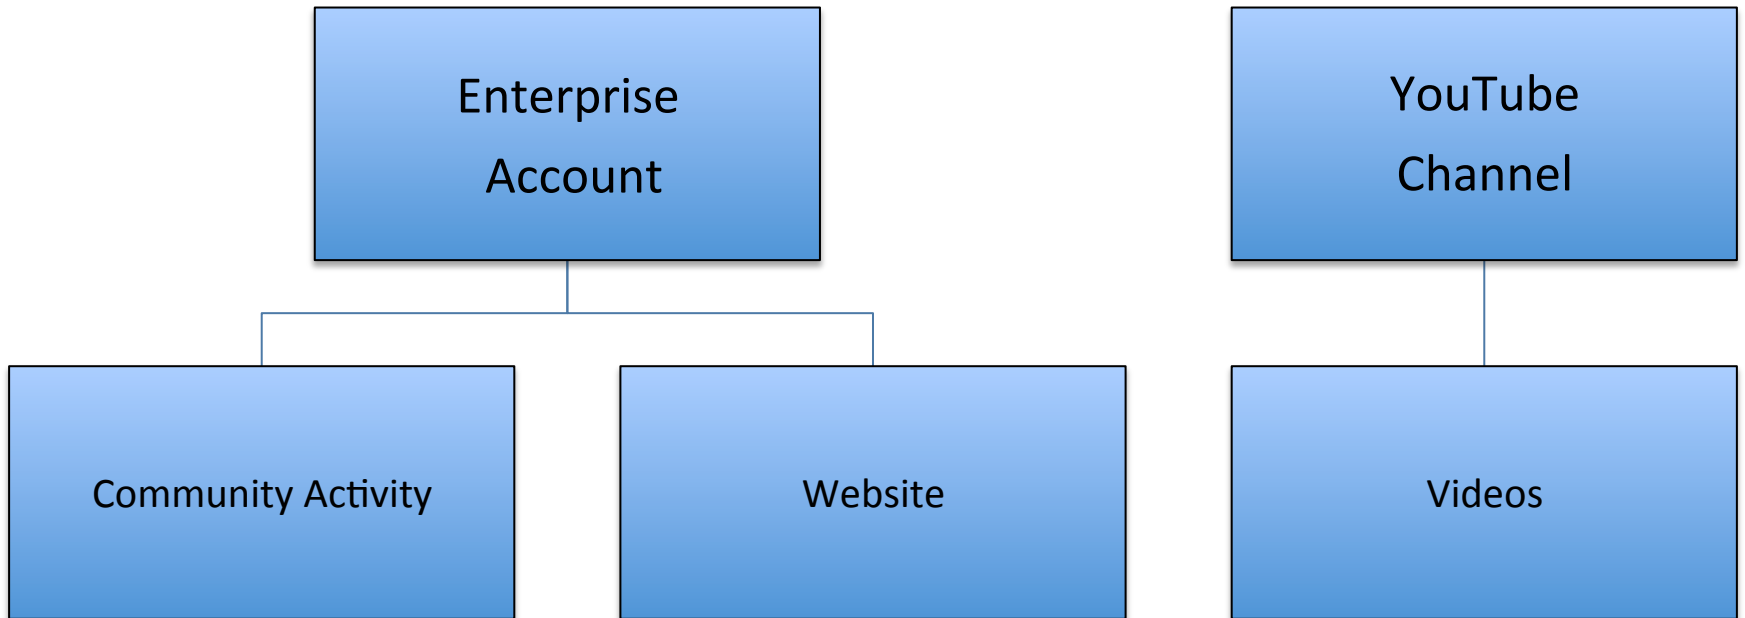 Enterprise
Account
YouTube
Channel
Community Activity
Website
Videos